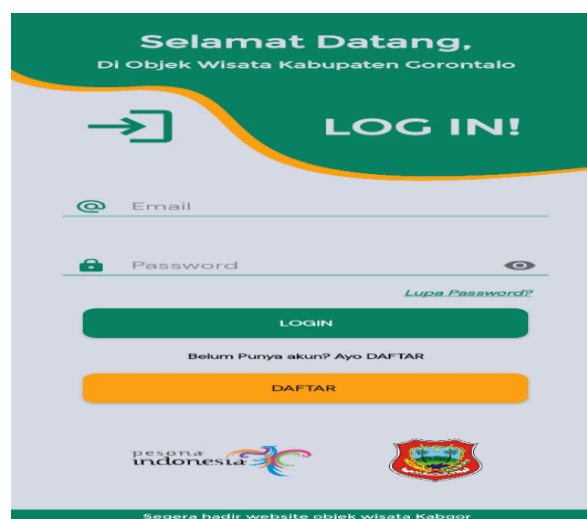 Selamat Datang,
Di Objek Wisata Kabupaten Gorontalo
LOG IN!
Email
Password
Lupa Password?
LOGIN
Belum Punya akun? Ayo DAFTAR
DAFTAR
pesona
indonesia
Segera hadir website objek wisata Kabgor